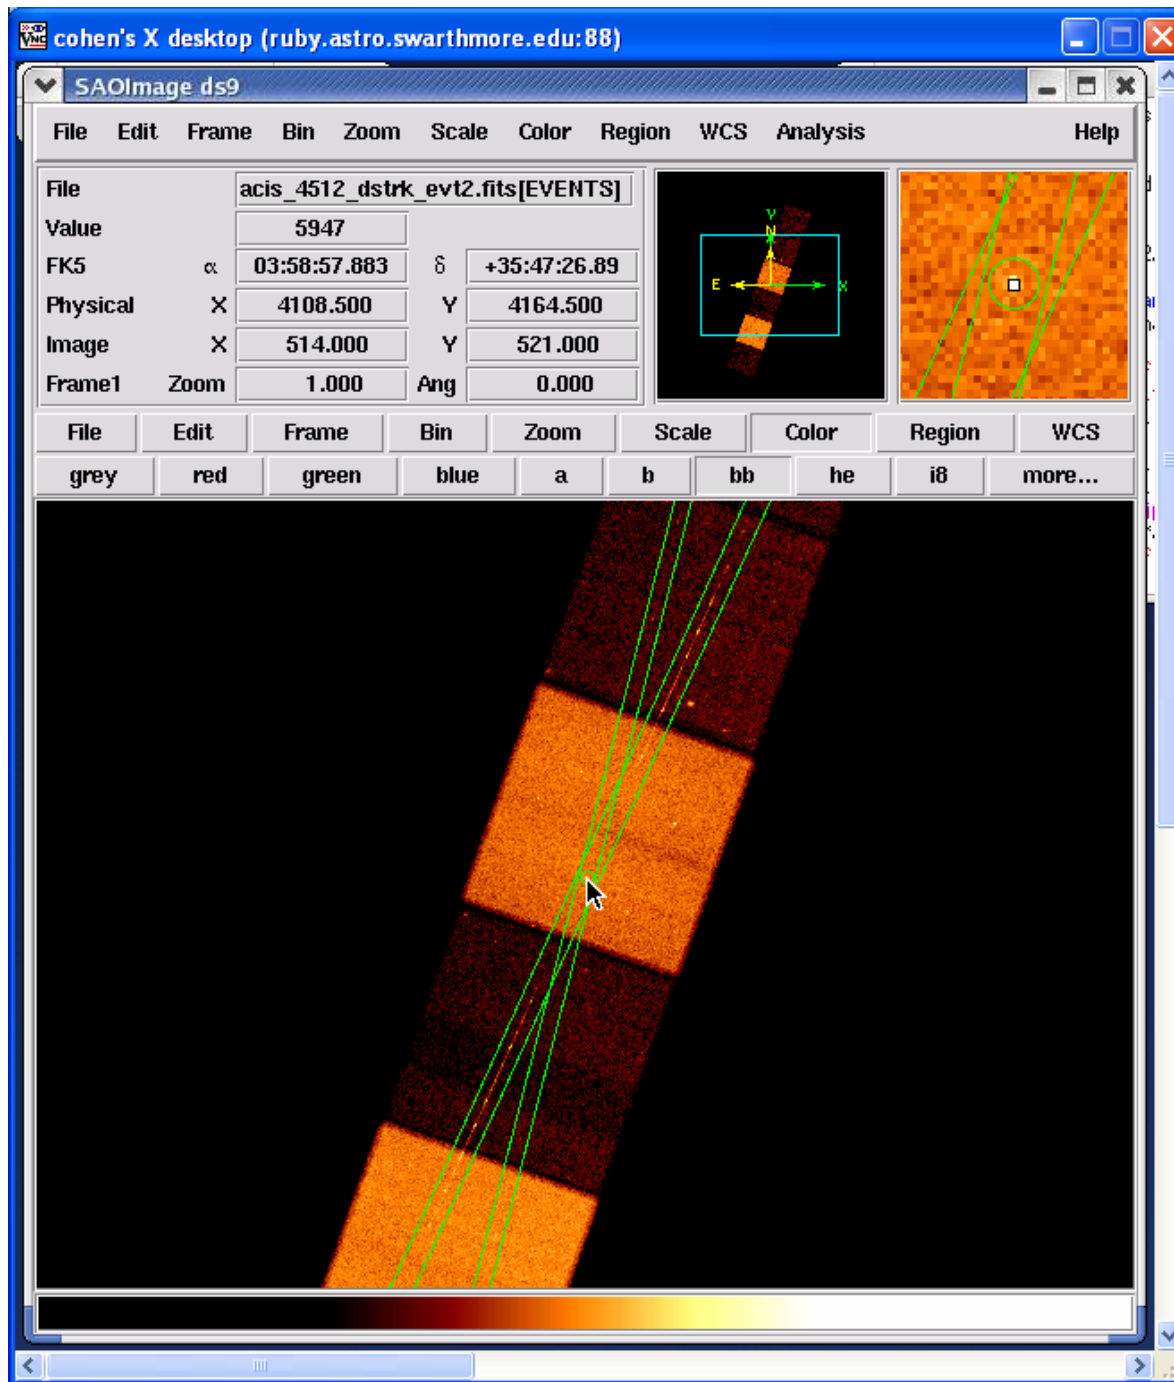 cohen's X desktop (ruby.astro.swarthmore.edu:88)
SAOImage ds9
File Edit Frame Bin Zoom Scale Color Region WCS Analysis Help
File acis_4512_dstrk_evt2.fits[EVENTS]
Value 5947
FK5 α 03:58:57.883 δ +35:47:26.89
Physical X 4108.500 Y 4164.500
Image X 514.000 Y 521.000
Frame1 Zoom 1.000 Ang 0.000
Y
N
E X
File Edit Frame Bin Zoom Scale Color Region WCS
grey red green blue a b bb he i8 more...